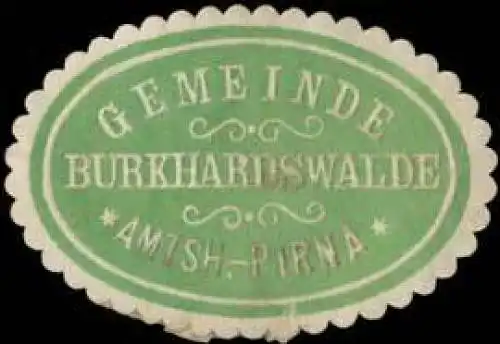 GEMEINDE
BURKHARDSWALDE
* AMTSH.-PIRNA *